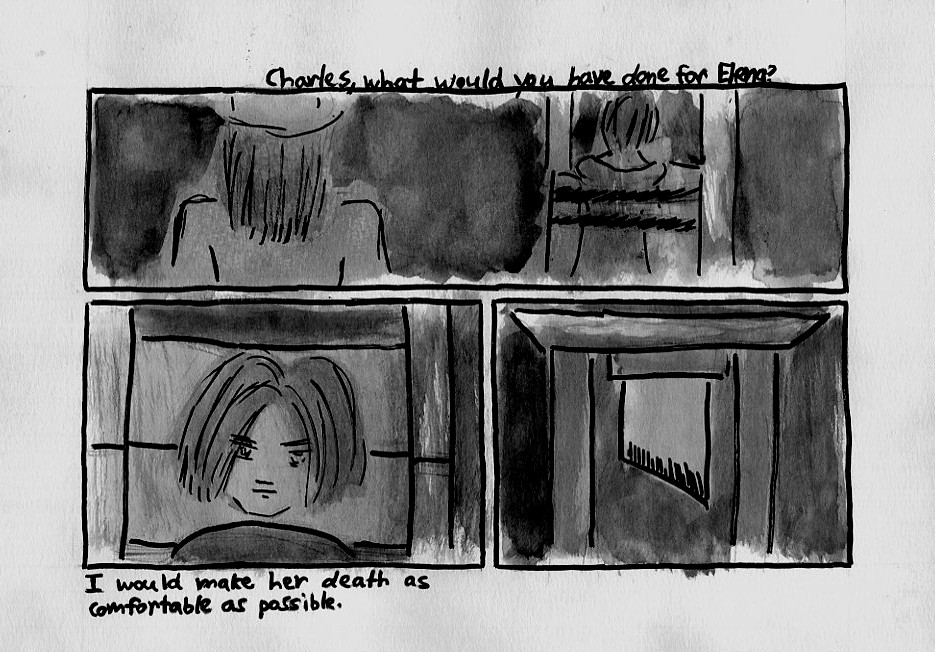 Charles, what would you have done for Elena?
I would make her death as
comfortable as possible.